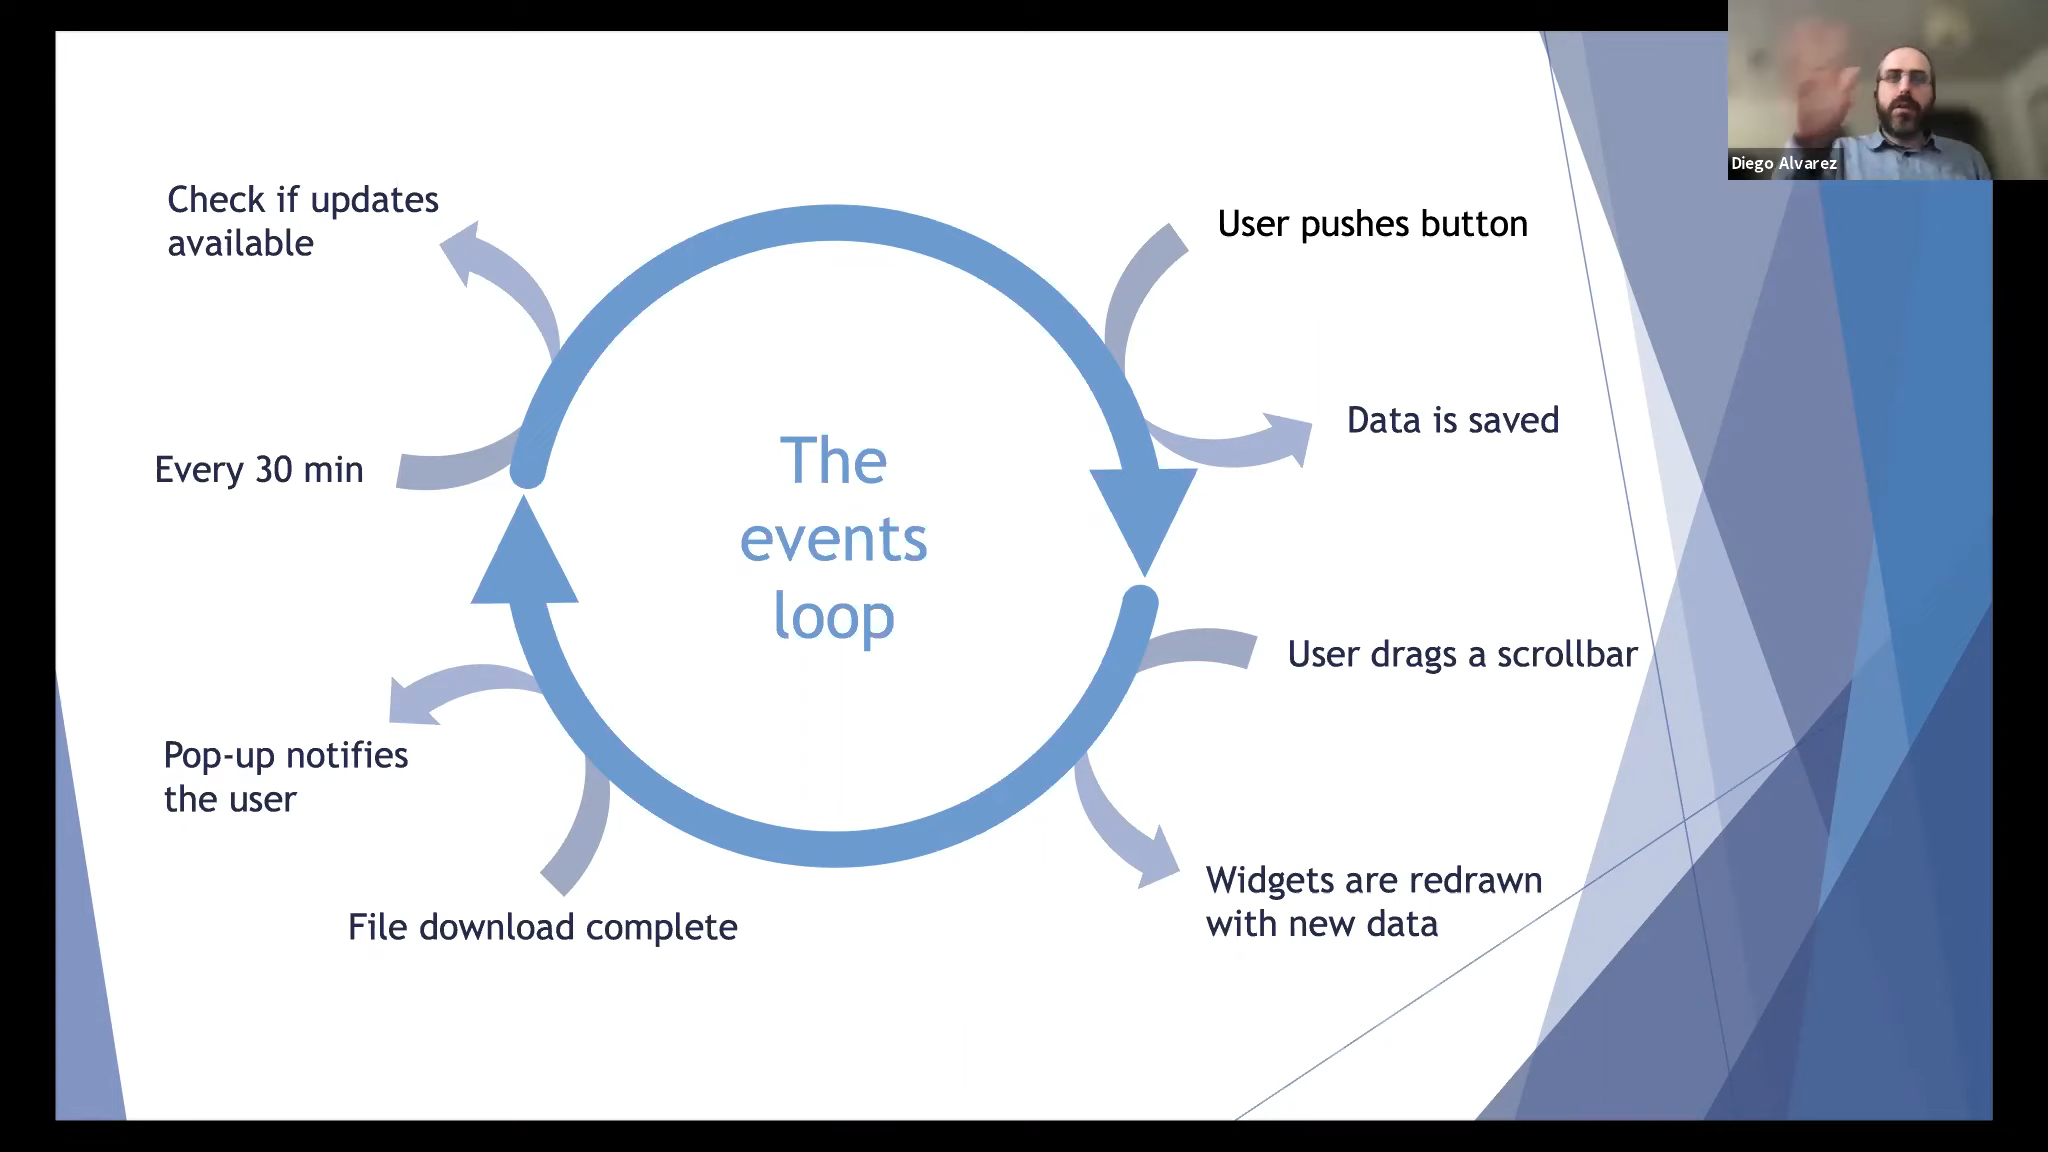 Diego Alvarez
Check if updates
available
User pushes button
Data is saved
Every 30 min
The
events
loop
User drags a scrollbar
Pop-up notifies
the user
Widgets are redrawn
with new data
File download complete